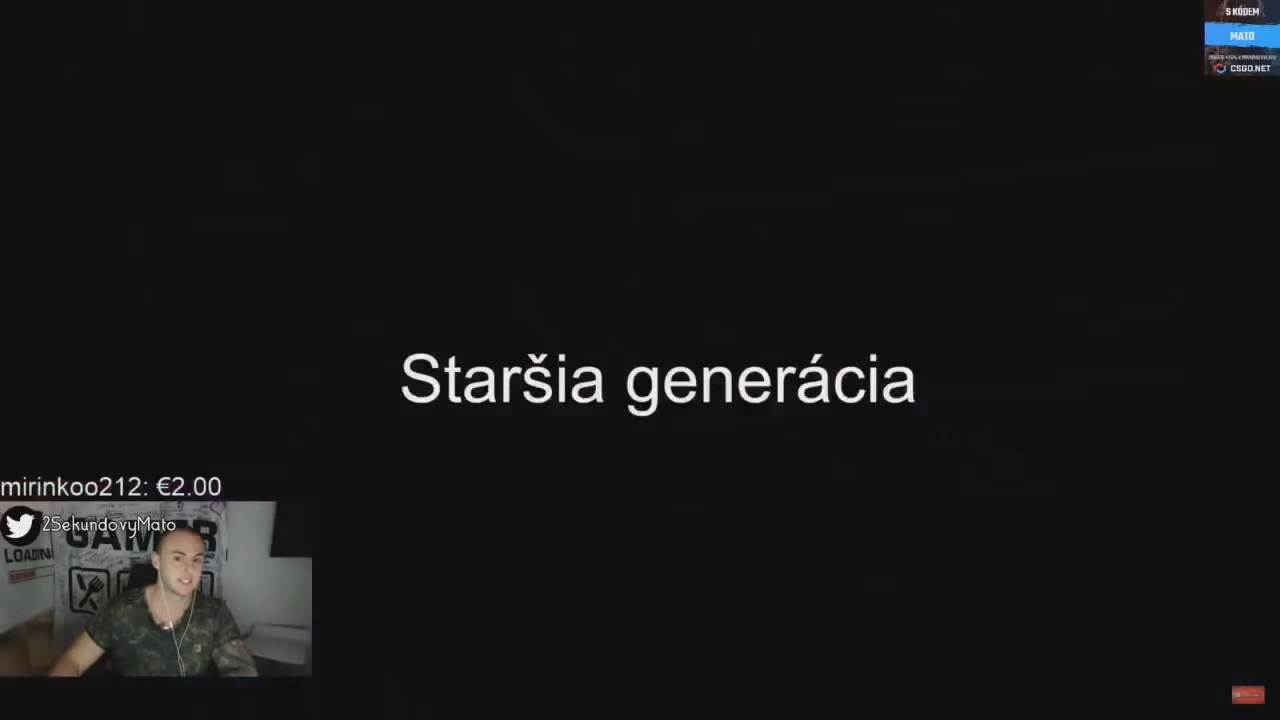 S KÓDEM
MATO
CSGO.NET
Staršia generácia
mirinkoo212: €2.00
2SekundovyMato
GAMER
LOADING